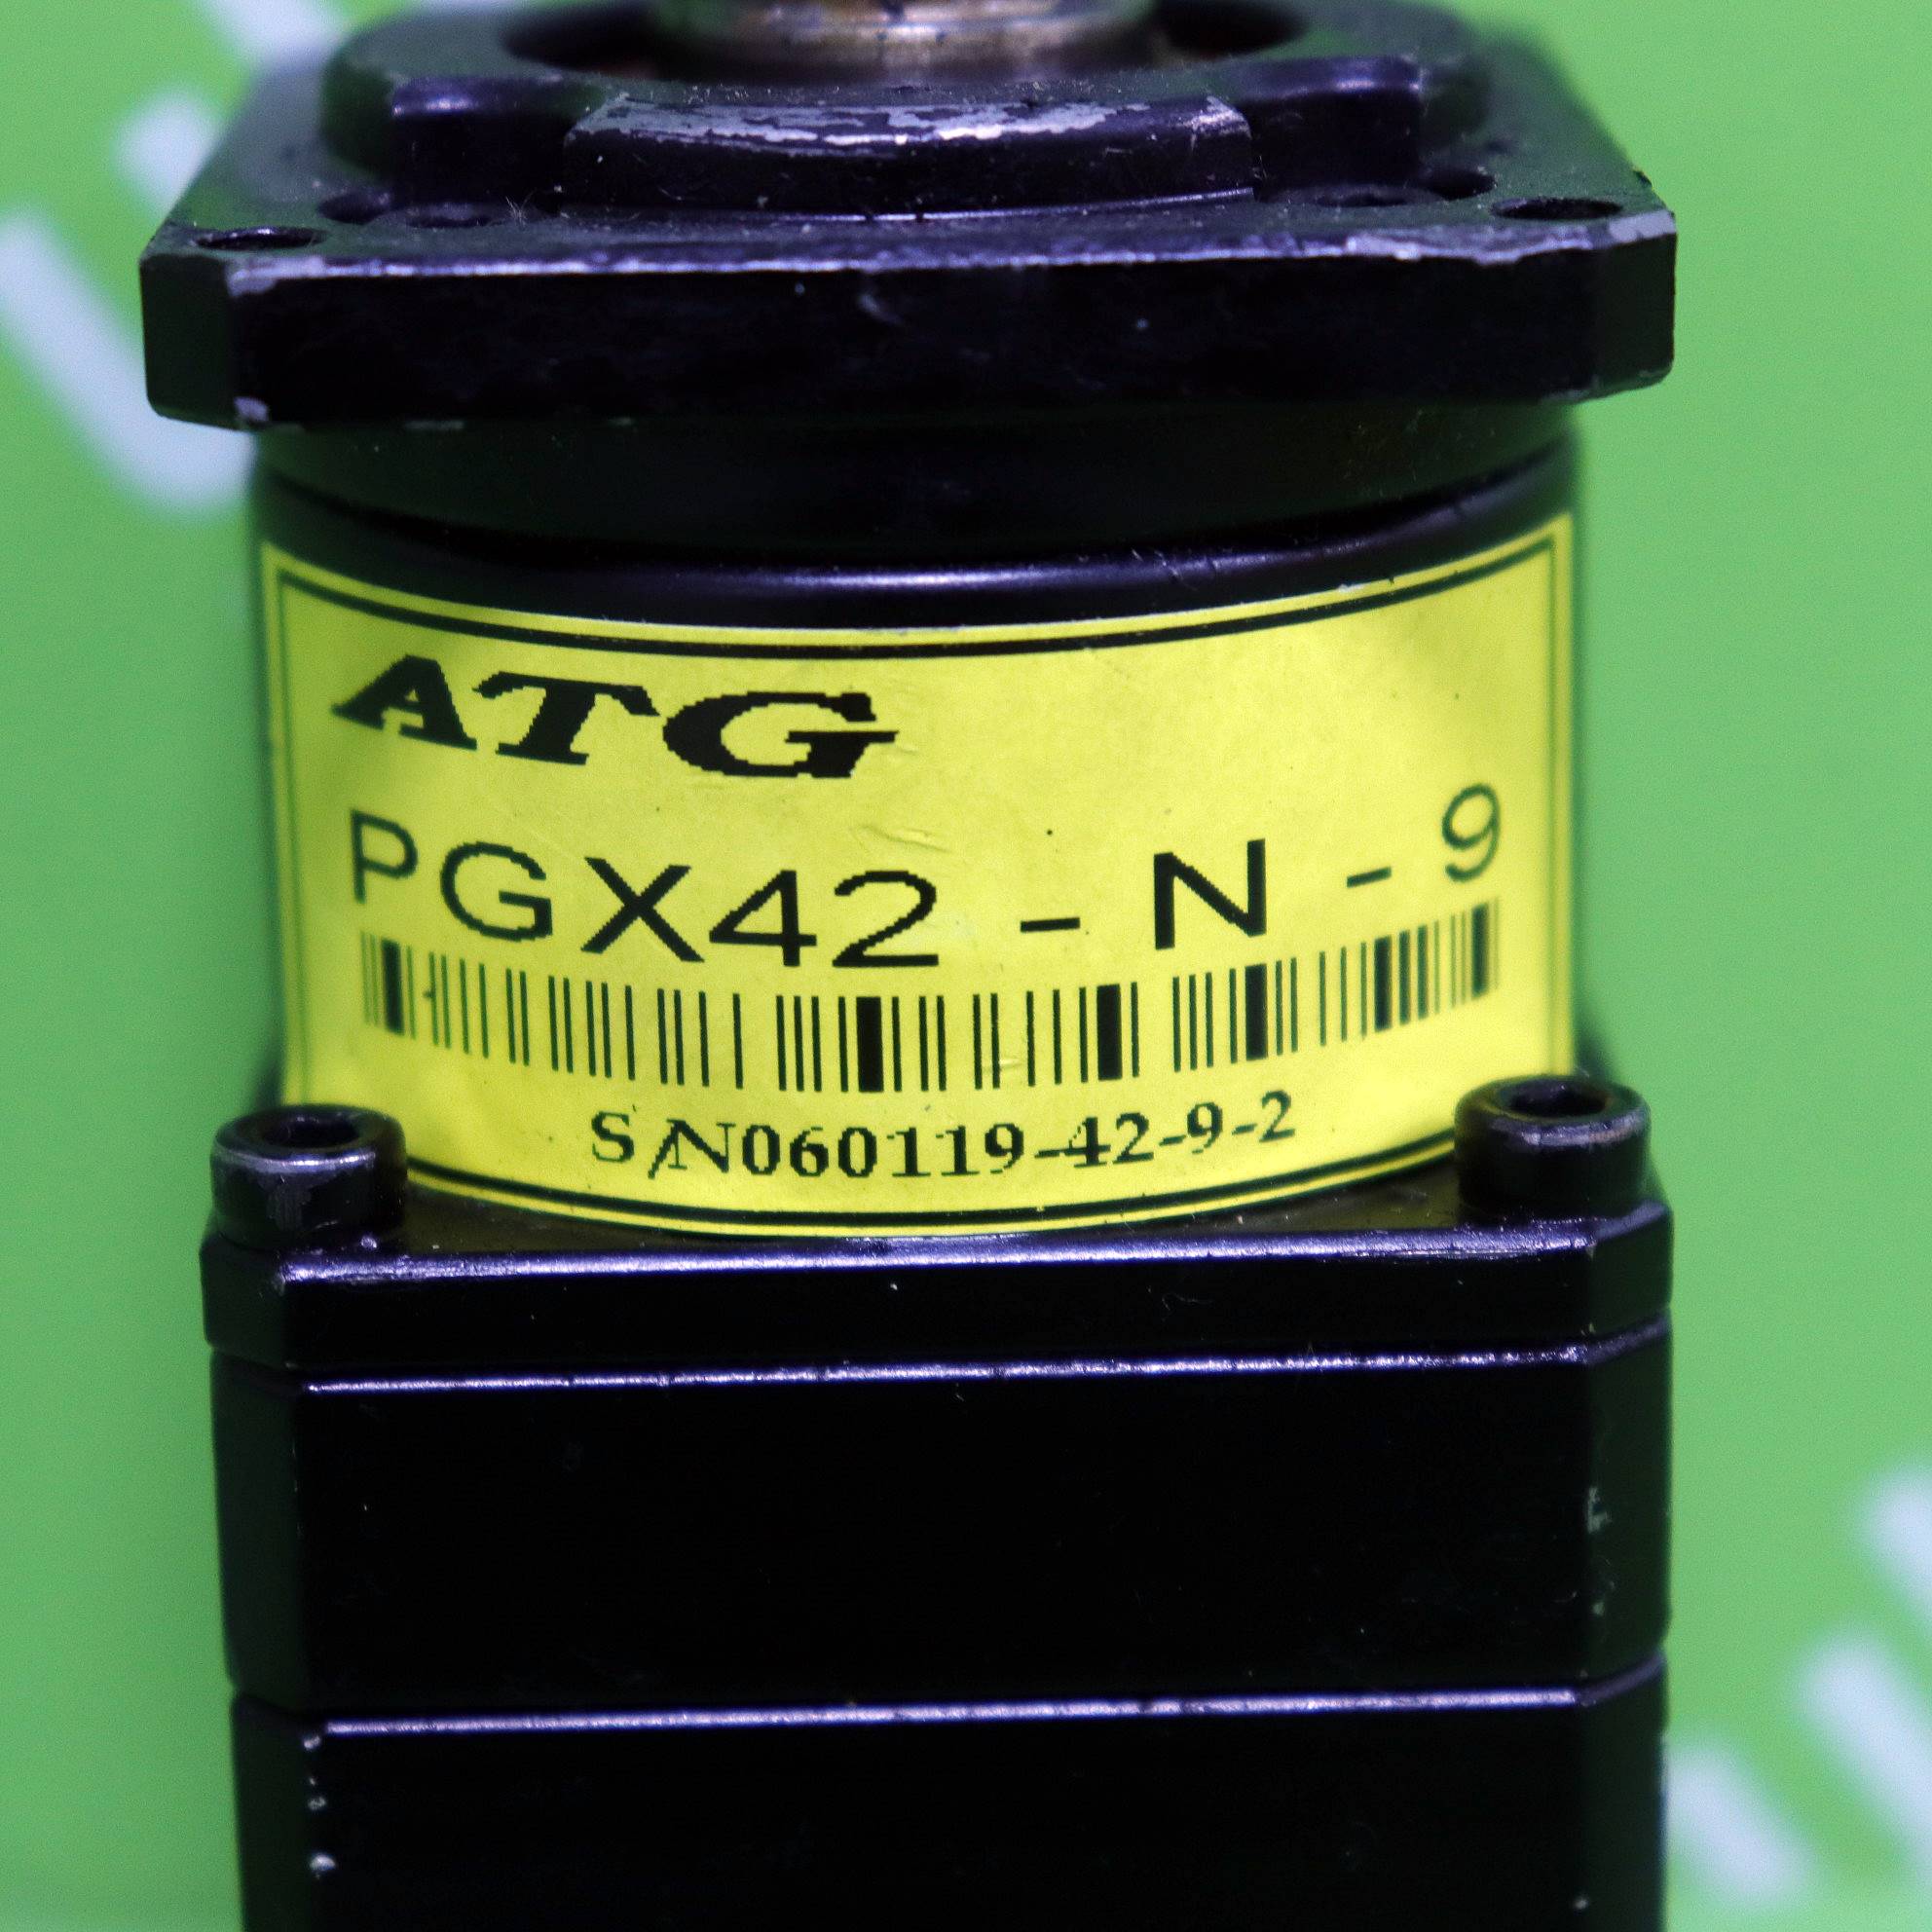 ATG
PGX42 - N - 9
S/N060119-42-9-2